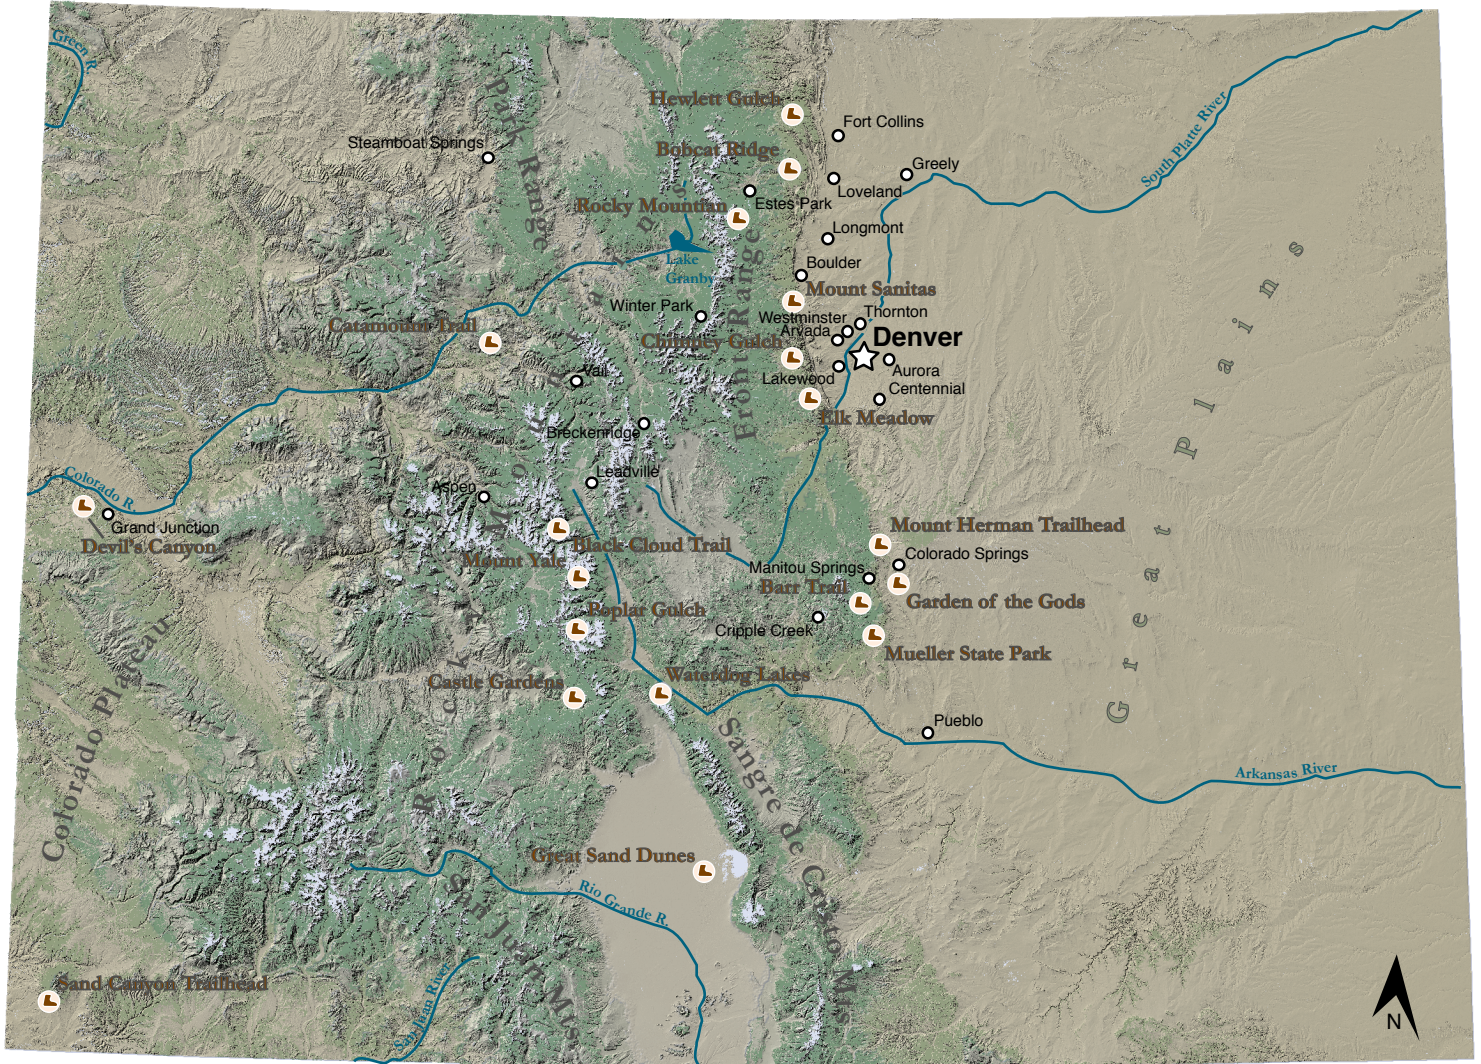 Green R.
Park Range
Hewlett Gulch
Fort Collins
Steamboat Springs
Bobcat Ridge
Greely
South Platte River
Loveland
Estes Park
Rocky Mountian
Longmont
Lake
Granby
Boulder
Front Range
Mount Sanitas
Winter Park
Westminster
Thornton
Arvada
Denver
Catamount Trail
Chimney Gulch
Aurora
Lakewood
Centennial
Vail
Elk Meadow
Breckenridge
Great Plains
Leadville
Aspen
Colorado R.
Grand Junction
Devil's Canyon
Mount Herman Trailhead
Black Cloud Trail
Colorado Springs
Mount Yale
Manitou Springs
Barr Trail
Garden of the Gods
Poplar Gulch
Cripple Creek
Mueller State Park
Rocky Mountains
Colorado Plateau
Castle Gardens
Waterdog Lakes
Pueblo
Sangre de Cristo Mts
Arkansas River
Great Sand Dunes
Rio Grande R.
San Juan Mts
San Juan River
Sand Canyon Trailhead
N